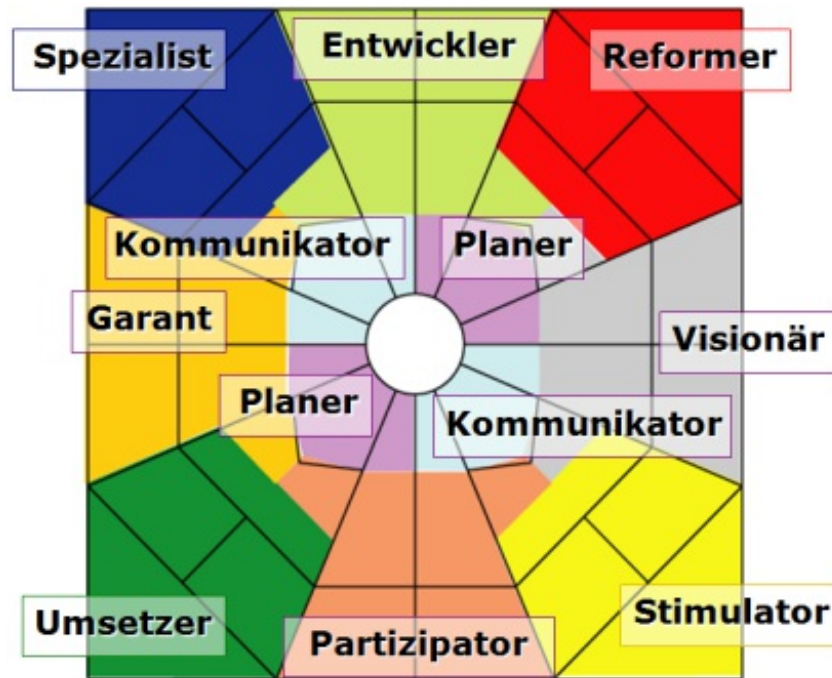 Spezialist
Entwickler
Reformer
Kommunikator
Planer
Garant
Visionär
Planer
Kommunikator
Umsetzer
Partizipator
Stimulator